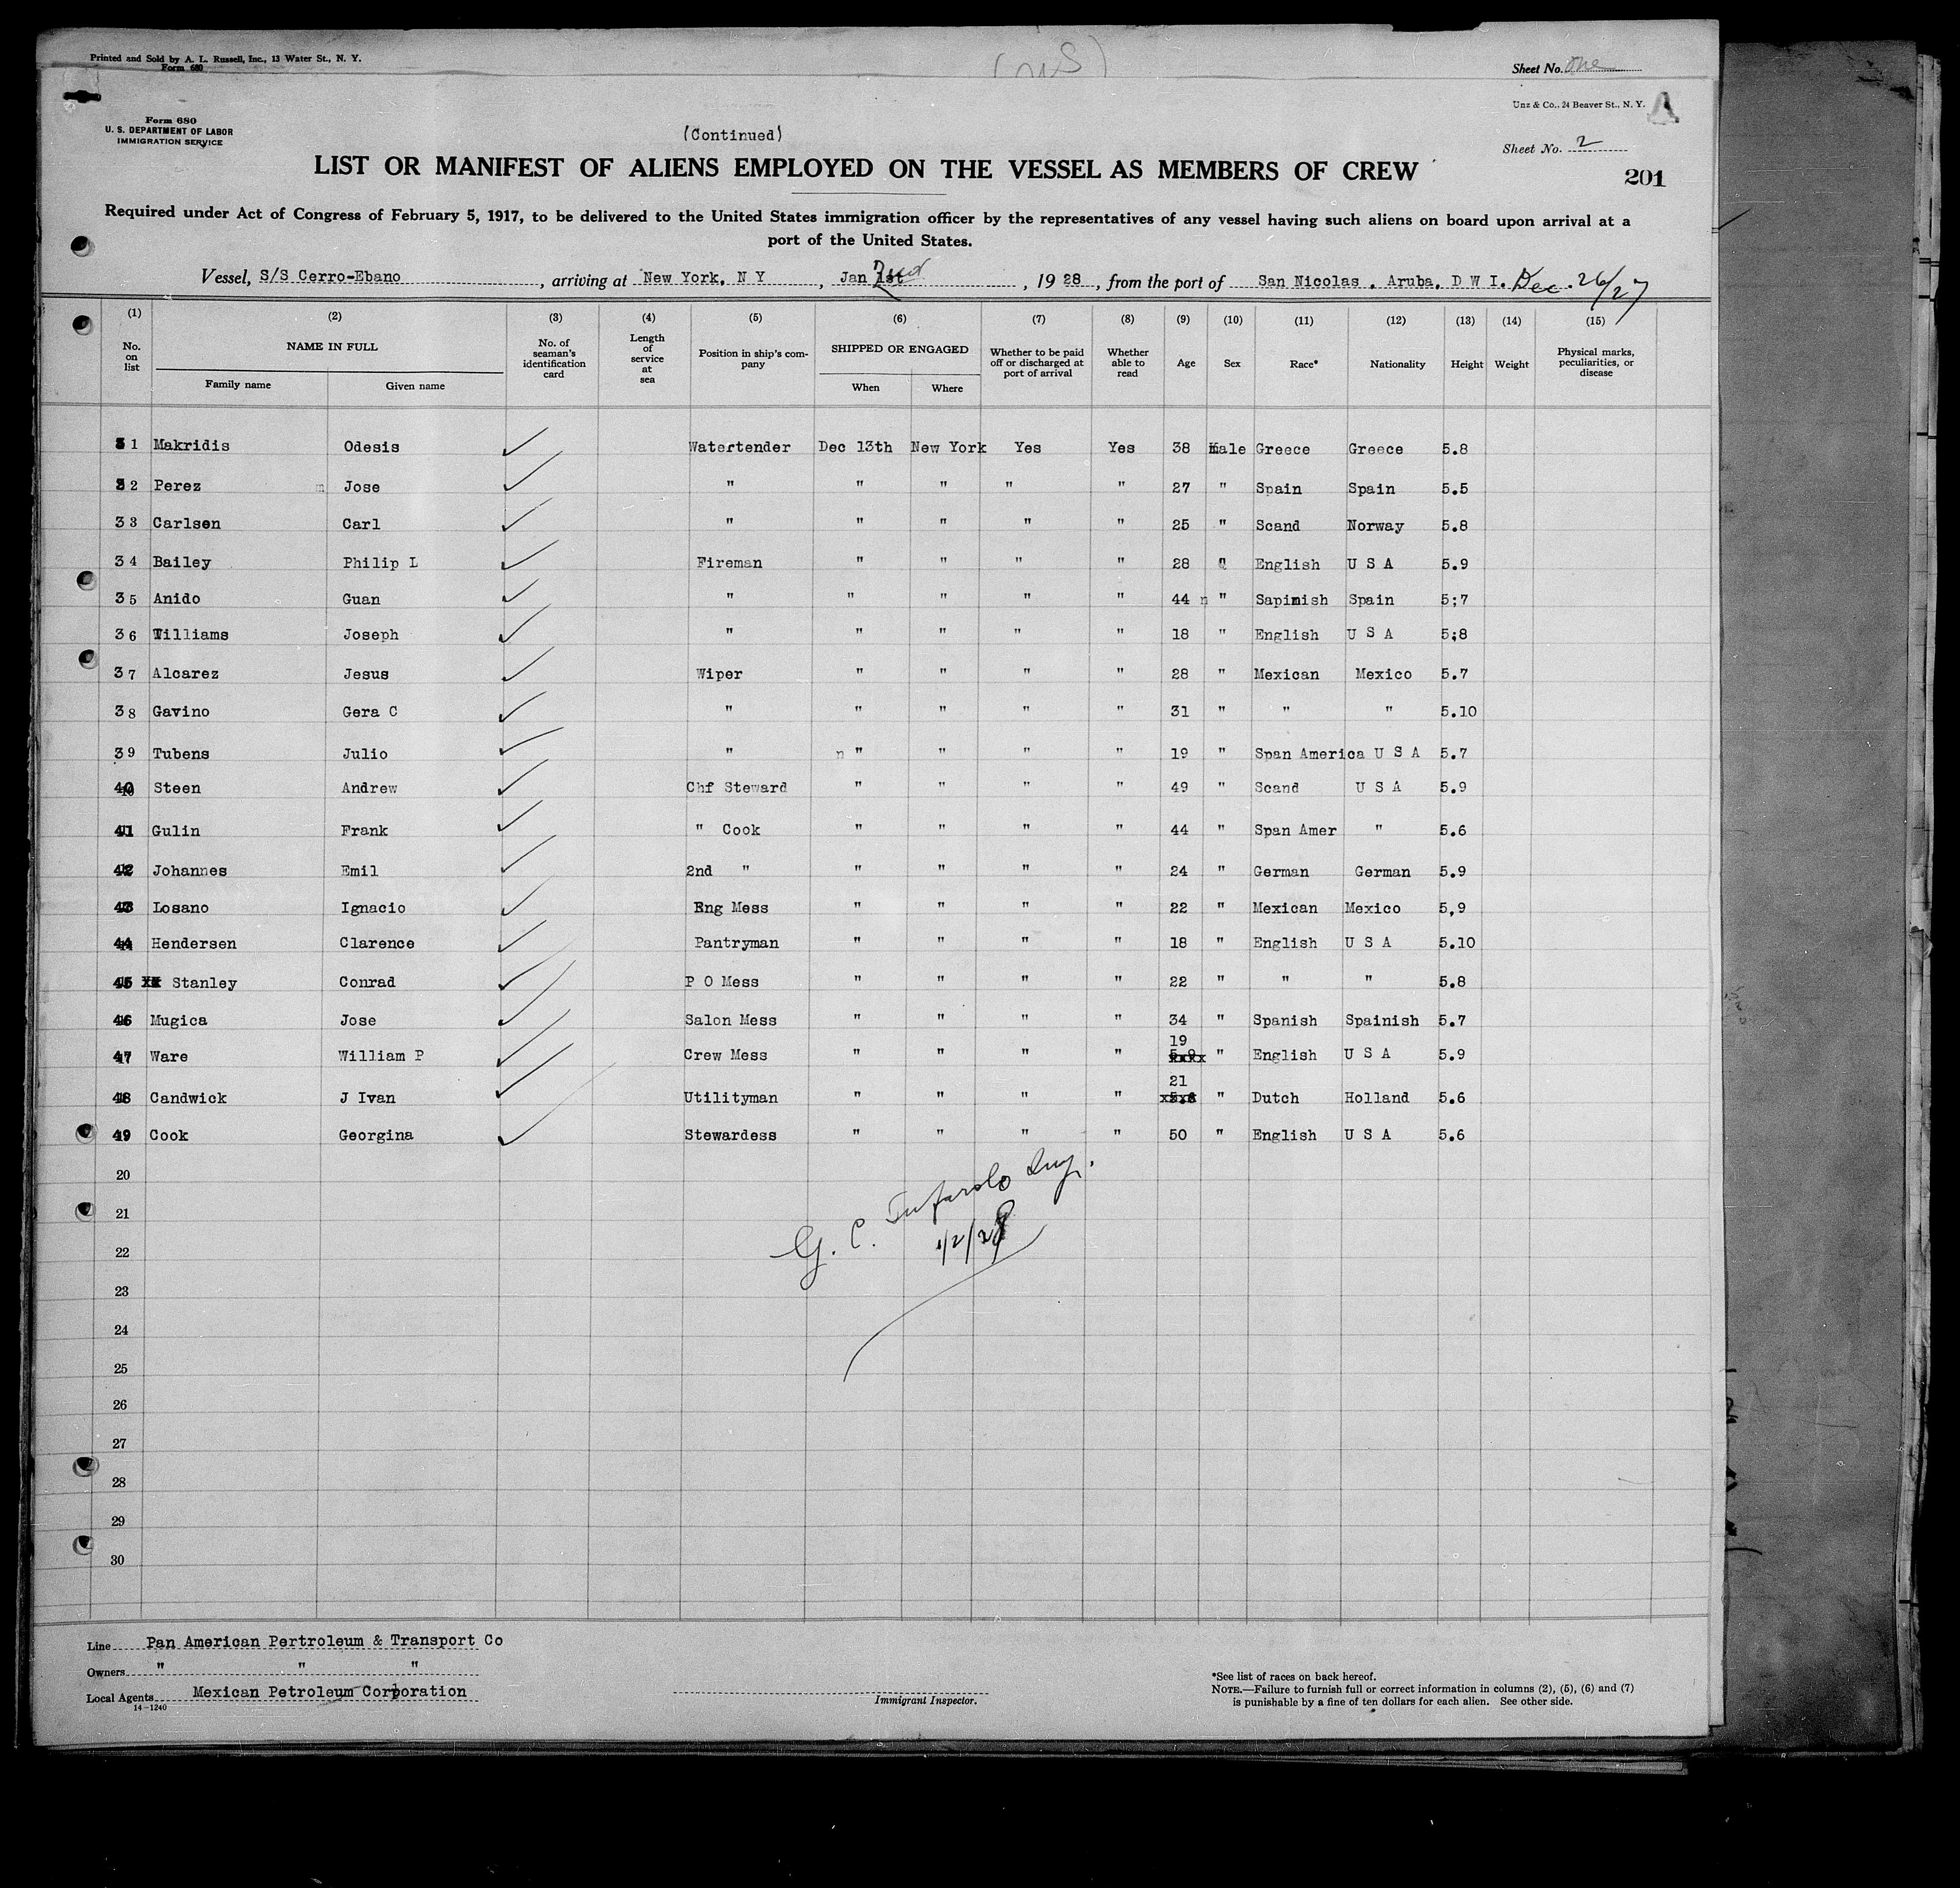 Printed and Sold by A. L. Russell, Inc., 13 Water St., N. Y.
Form 680
Sheet No. One
Unz & Co., 24 Beaver St., N. Y.
A
Form 680
U. S. DEPARTMENT OF LABOR
IMMIGRATION SERVICE
(Continued)
Sheet No. 2
LIST OR MANIFEST OF ALIENS EMPLOYED ON THE VESSEL AS MEMBERS OF CREW
201
Required under Act of Congress of February 5, 1917, to be delivered to the United States immigration officer by the representatives of any vessel having such aliens on board upon arrival at a
port of the United States.
Vessel, S/S Cerro-Ebano, arriving at New York, N Y, Jan 1st 2nd, 1928, from the port of San Nicolas, Aruba, D W I. Dec. 26/27
(1) (2) (3) (4) (5) (6) (7) (8) (9) (10) (11) (12) (13) (14) (15)
No. on list NAME IN FULL Family name Given name No. of seaman's identification card Length of service at sea Position in ship's company SHIPPED OR ENGAGED When Where Whether to be paid off or discharged at port of arrival Whether able to read Age Sex Race* Nationality Height Weight Physical marks, peculiarities, or disease
31 Makridis Odesis Watertender Dec 13th New York Yes Yes 38 Male Greece Greece 5.8
32 Perez Jose " " " " " 27 " Spain Spain 5.5
33 Carlsen Carl " " " " " 25 " Scand Norway 5.8
34 Bailey Philip L Fireman " " " " 28 " English U S A 5.9
35 Anido Guan " " " " " 44 " Sapinish Spain 5;7
36 Williams Joseph " " " " " 18 " English U S A 5;8
37 Alcarez Jesus Wiper " " " " 28 " Mexican Mexico 5.7
38 Gavino Gera C " " " " " 31 " " " 5.10
39 Tubens Julio " " " " " 19 " Span America U S A 5.7
40 Steen Andrew Chf Steward " " " " 49 " Scand U S A 5.9
41 Gulin Frank " Cook " " " " 44 " Span Amer " 5.6
42 Johannes Emil 2nd " " " " " 24 " German German 5.9
43 Losano Ignacio Eng Mess " " " " 22 " Mexican Mexico 5,9
44 Hendersen Clarence Pantryman " " " " 18 " English U S A 5.10
45 Stanley Conrad P O Mess " " " " 22 " " " 5.8
46 Mugica Jose Salon Mess " " " " 34 " Spanish Spainish 5.7
47 Ware William P Crew Mess " " " " 19 " English U S A 5.9
48 Candwick J Ivan Utilityman " " " " 21 " Dutch Holland 5.6
49 Cook Georgina Stewardess " " " " 50 " English U S A 5.6
20
21
22
23
24
25
26
27
28
29
30
G. C. Insp.
1/2/28
Line Pan American Pertroleum & Transport Co
Owners " " "
Local Agents Mexican Petroleum Corporation
14-1240
Immigrant Inspector.
*See list of races on back hereof.
NOTE.—Failure to furnish full or correct information in columns (2), (5), (6) and (7)
is punishable by a fine of ten dollars for each alien. See other side.